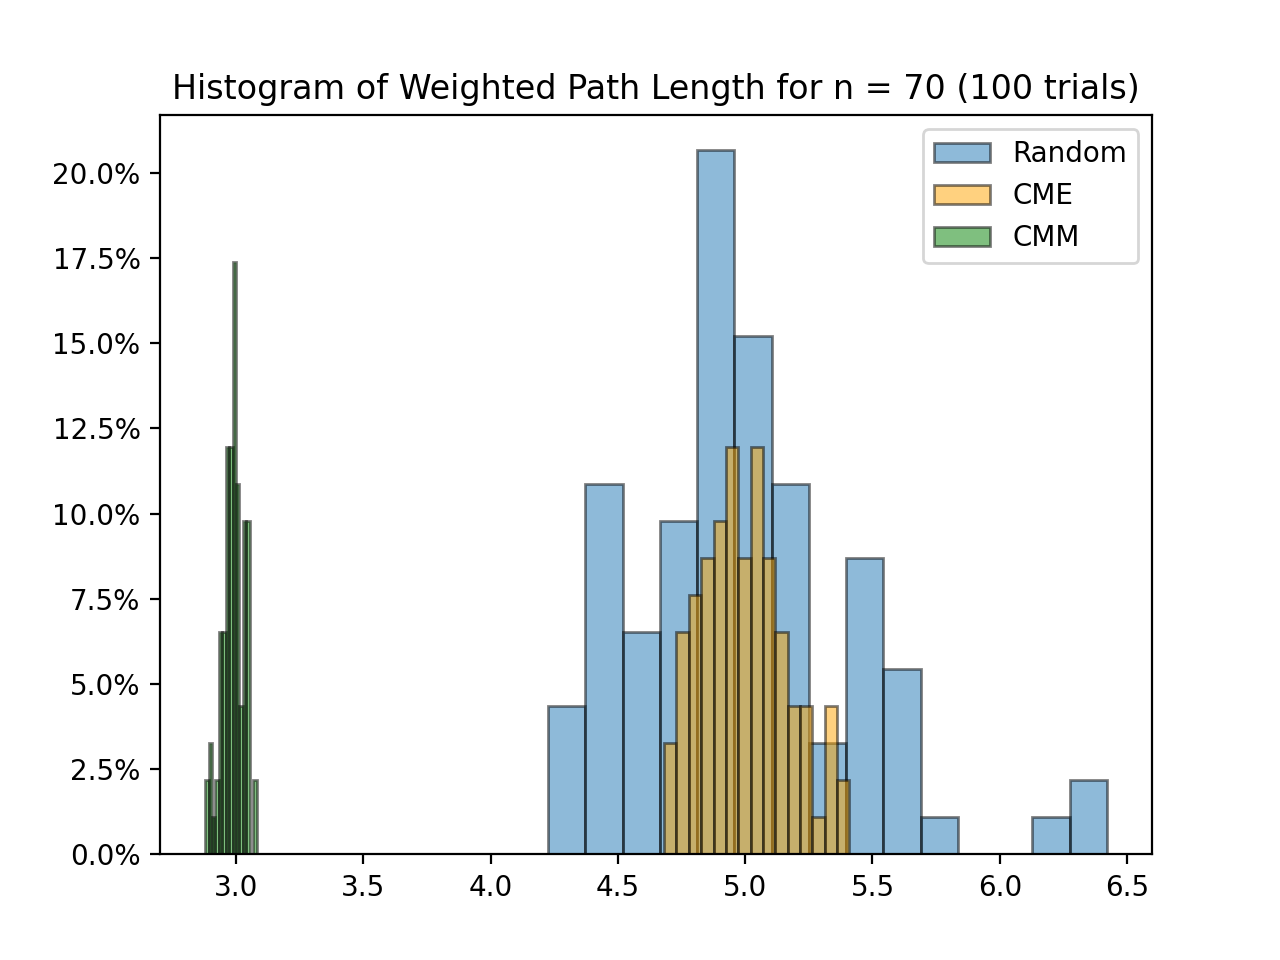 Histogram of Weighted Path Length for n = 70 (100 trials)
Random
CME
CMM
20.0%
17.5%
15.0%
12.5%
10.0%
7.5%
5.0%
2.5%
0.0%
3.0 3.5 4.0 4.5 5.0 5.5 6.0 6.5